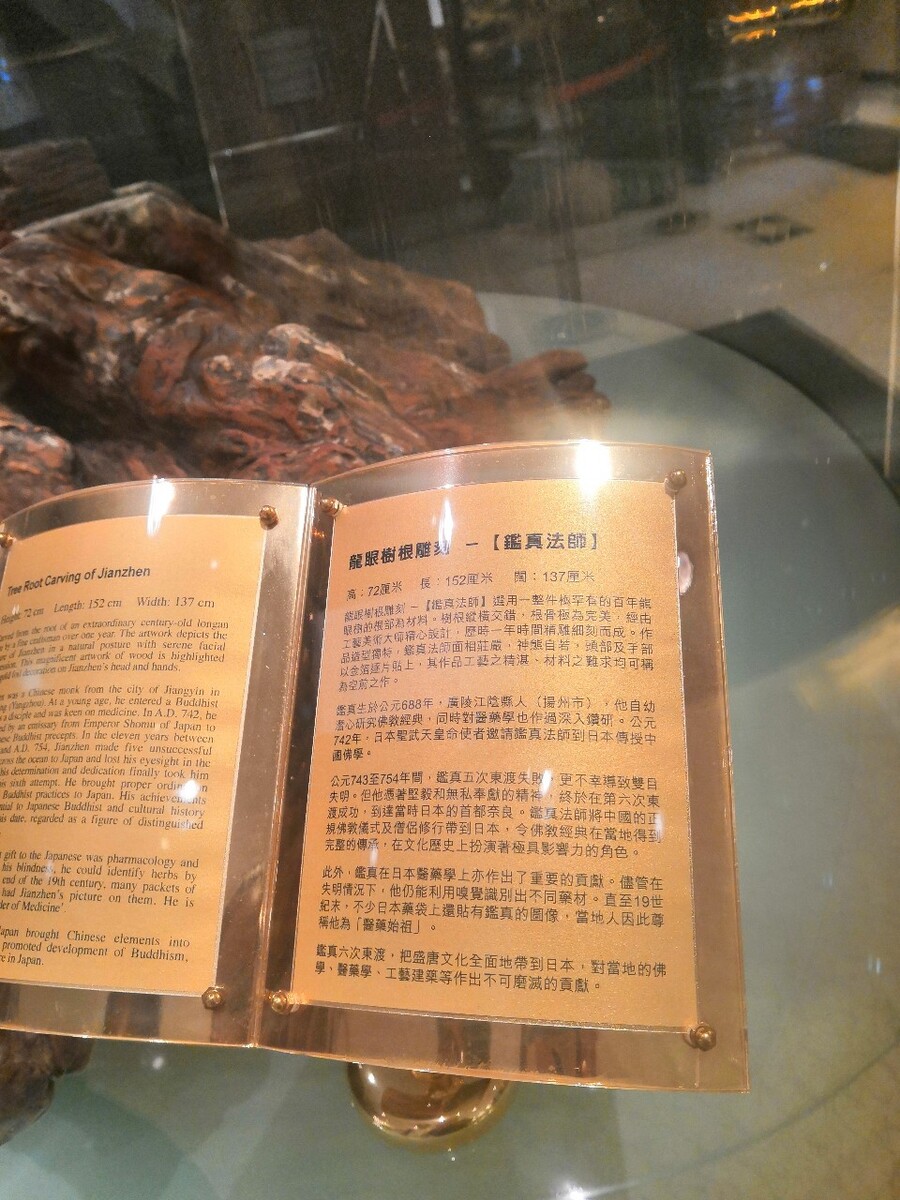 Tree Root Carving of Jianzhen
Height: 72 cm Length: 152 cm Width: 137 cm
from the root of an extraordinary century-old longan
by a fine craftsman over one year. The artwork depicts the
of Jianzhen in a natural posture with serene facial
This magnificent artwork of wood is highlighted
gold foil decoration on Jianzhen's head and hands.
was a Chinese monk from the city of Jiangyin in
(Yangzhou). At a young age, he entered a Buddhist
a disciple and was keen on medicine. In A.D. 742, he
by an emissary from Emperor Shomu of Japan to
Buddhist precepts. In the eleven years between
and A.D. 754, Jianzhen made five unsuccessful
across the ocean to Japan and lost his eyesight in the
his determination and dedication finally took him
his sixth attempt. He brought proper ordination
Buddhist practices to Japan. His achievements
to Japanese Buddhist and cultural history
his date, regarded as a figure of distinguished
gift to the Japanese was pharmacology and
his blindness, he could identify herbs by
end of the 19th century, many packets of
had Jianzhen's picture on them. He is
of Medicine'
Japan brought Chinese elements into
promoted development of Buddhism,
in Japan.
龍眼樹根雕刻 －【鑑真法師】
高：72厘米 長：152厘米 闊：137厘米
龍眼樹根雕刻－【鑑真法師】選用一整件極罕有的百年龍
眼樹的根部為材料，樹根縱橫交錯，根骨極為完美，經由
工藝美術大師精心設計，歷時一年時間精雕細刻而成。作
品造型獨特，鑑真法師面相莊嚴，神態自若，頭部及手部
以金箔逐片貼上，其作品工藝之精湛、材料之難求均可稱
為空前之作。
鑑真生於公元688年，廣陵江陰縣人（揚州市），他自幼
潛心研究佛教經典，同時對醫藥學也作過深入鑽研。公元
742年，日本聖武天皇命使者邀請鑑真法師到日本傳授中
國佛學。
公元743至754年間，鑑真五次東渡失敗，更不幸導致雙目
失明。但他憑著堅毅和無私奉獻的精神，終於在第六次東
渡成功，到達當時日本的首都奈良。鑑真法師將中國的正
規佛教儀式及僧侶修行帶到日本，令佛教經典在當地得到
完整的傳承，在文化歷史上扮演著極具影響力的角色。
此外，鑑真在日本醫藥學上亦作出了重要的貢獻。儘管在
失明情況下，他仍能利用嗅覺識別出不同藥材。直至19世
紀末，不少日本藥袋上還貼有鑑真的圖像，當地人因此尊
稱他為「醫藥始祖」。
鑑真六次東渡，把盛唐文化全面地帶到日本，對當地的佛
學、醫藥學、工藝建築等作出不可磨滅的貢獻。